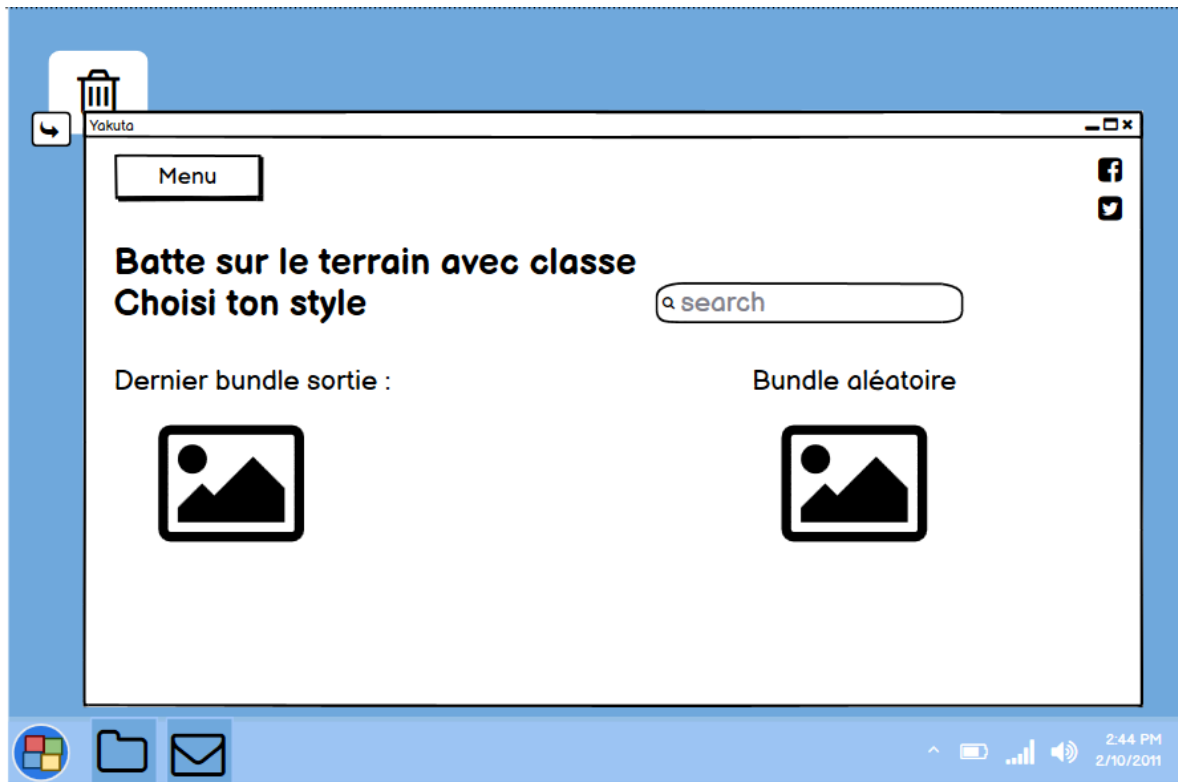 Yakuta
Menu
Batte sur le terrain avec classe
Choisi ton style
search
Dernier bundle sortie :
Bundle aléatoire
2:44 PM
2/10/2011